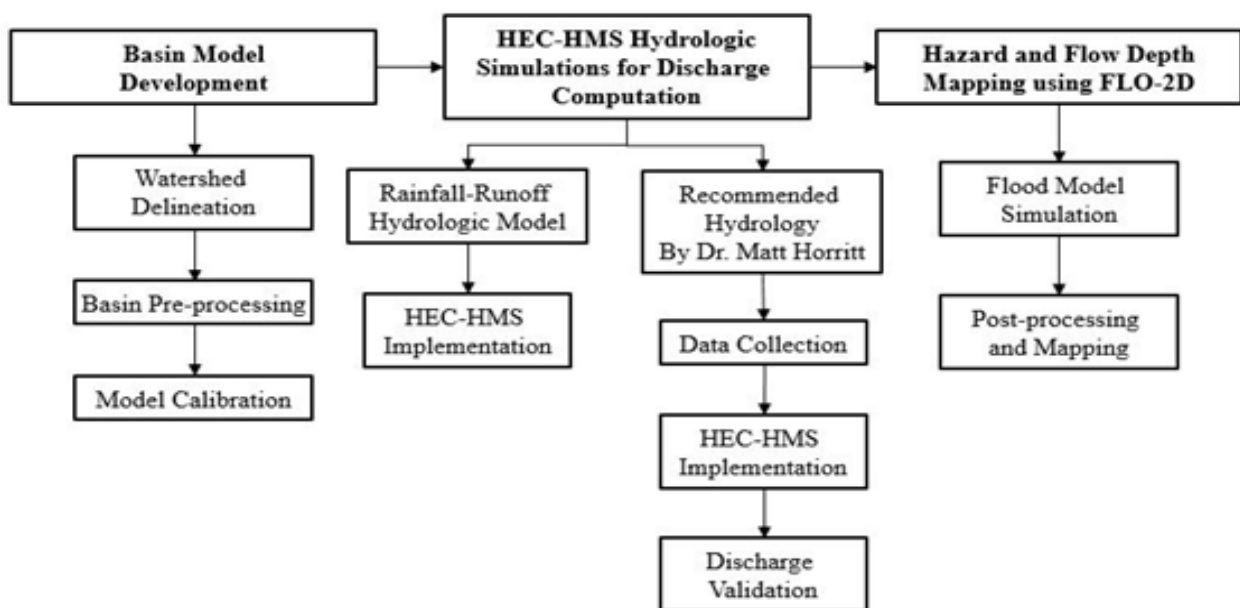 Basin Model
Development
HEC-HMS Hydrologic
Simulations for Discharge
Computation
Hazard and Flow Depth
Mapping using FLO-2D
Watershed
Delineation
Basin Pre-processing
Model Calibration
Rainfall-Runoff
Hydrologic Model
HEC-HMS
Implementation
Recommended
Hydrology
By Dr. Matt Horritt
Data Collection
HEC-HMS
Implementation
Discharge
Validation
Flood Model
Simulation
Post-processing
and Mapping